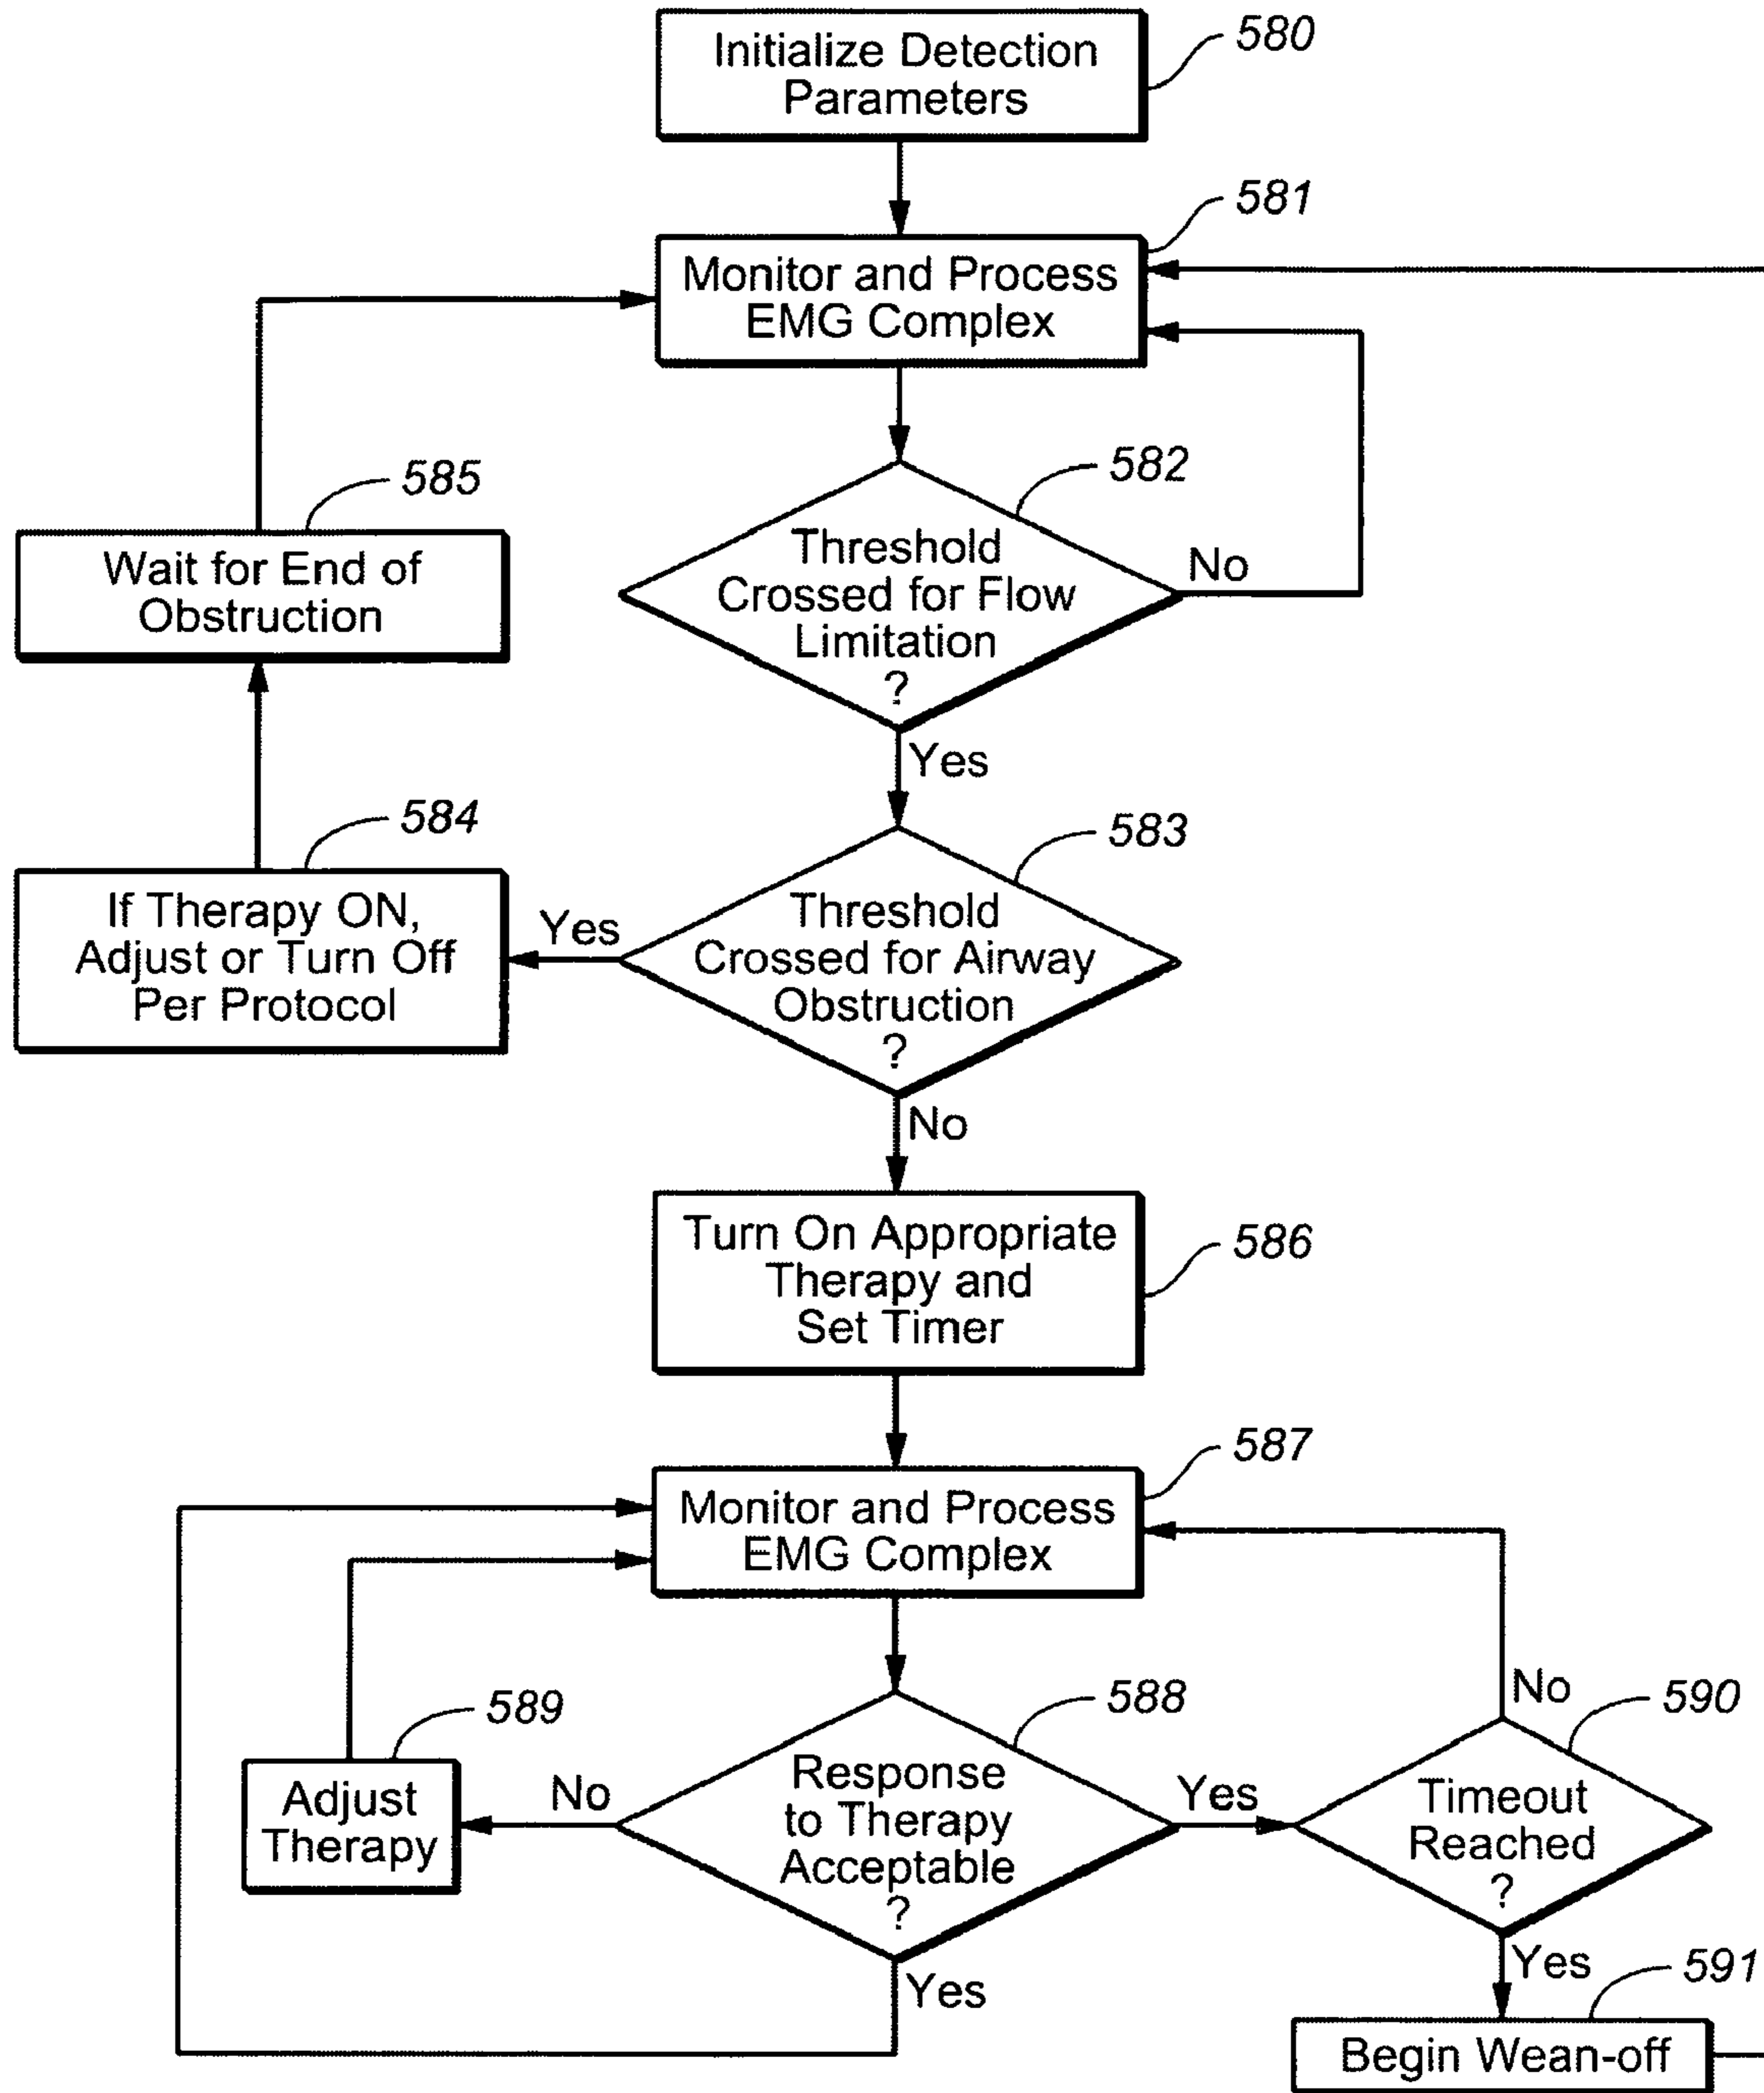 Initialize Detection
Parameters
580
581
Monitor and Process
EMG Complex
582
Threshold
Crossed for Flow
Limitation
?
No
Yes
585
Wait for End of
Obstruction
583
Threshold
Crossed for Airway
Obstruction
?
Yes
No
584
If Therapy ON,
Adjust or Turn Off
Per Protocol
Turn On Appropriate
Therapy and
Set Timer
586
587
Monitor and Process
EMG Complex
588
Response
to Therapy
Acceptable
?
No
Yes
Yes
589
Adjust
Therapy
590
Timeout
Reached
?
No
Yes
591
Begin Wean-off